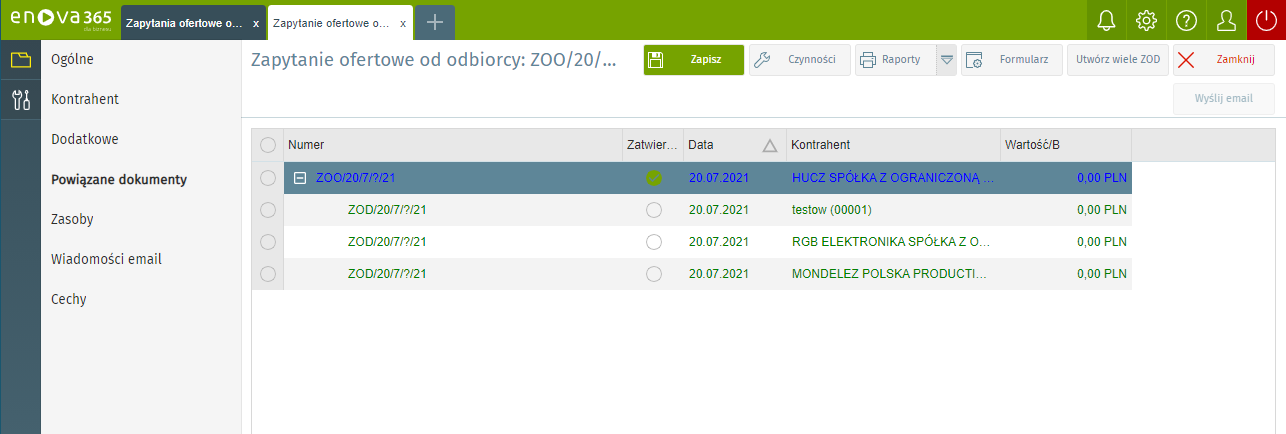 enova365
dla biznesu
Zapytania ofertowe o... x
Zapytanie ofertowe o... x
Ogólne
Kontrahent
Dodatkowe
Powiązane dokumenty
Zasoby
Wiadomości email
Cechy
Zapytanie ofertowe od odbiorcy: ZOO/20/...
Zapisz
Czynności
Raporty
Formularz
Utwórz wiele ZOD
Zamknij
Wyślij email
Numer Zatwier... Data Kontrahent Wartość/B
ZOO/20/7/?/21 20.07.2021 HUCZ SPÓŁKA Z OGRANICZONĄ ... 0,00 PLN
ZOD/20/7/?/21 20.07.2021 testow (00001) 0,00 PLN
ZOD/20/7/?/21 20.07.2021 RGB ELEKTRONIKA SPÓŁKA Z O... 0,00 PLN
ZOD/20/7/?/21 20.07.2021 MONDELEZ POLSKA PRODUCTI... 0,00 PLN